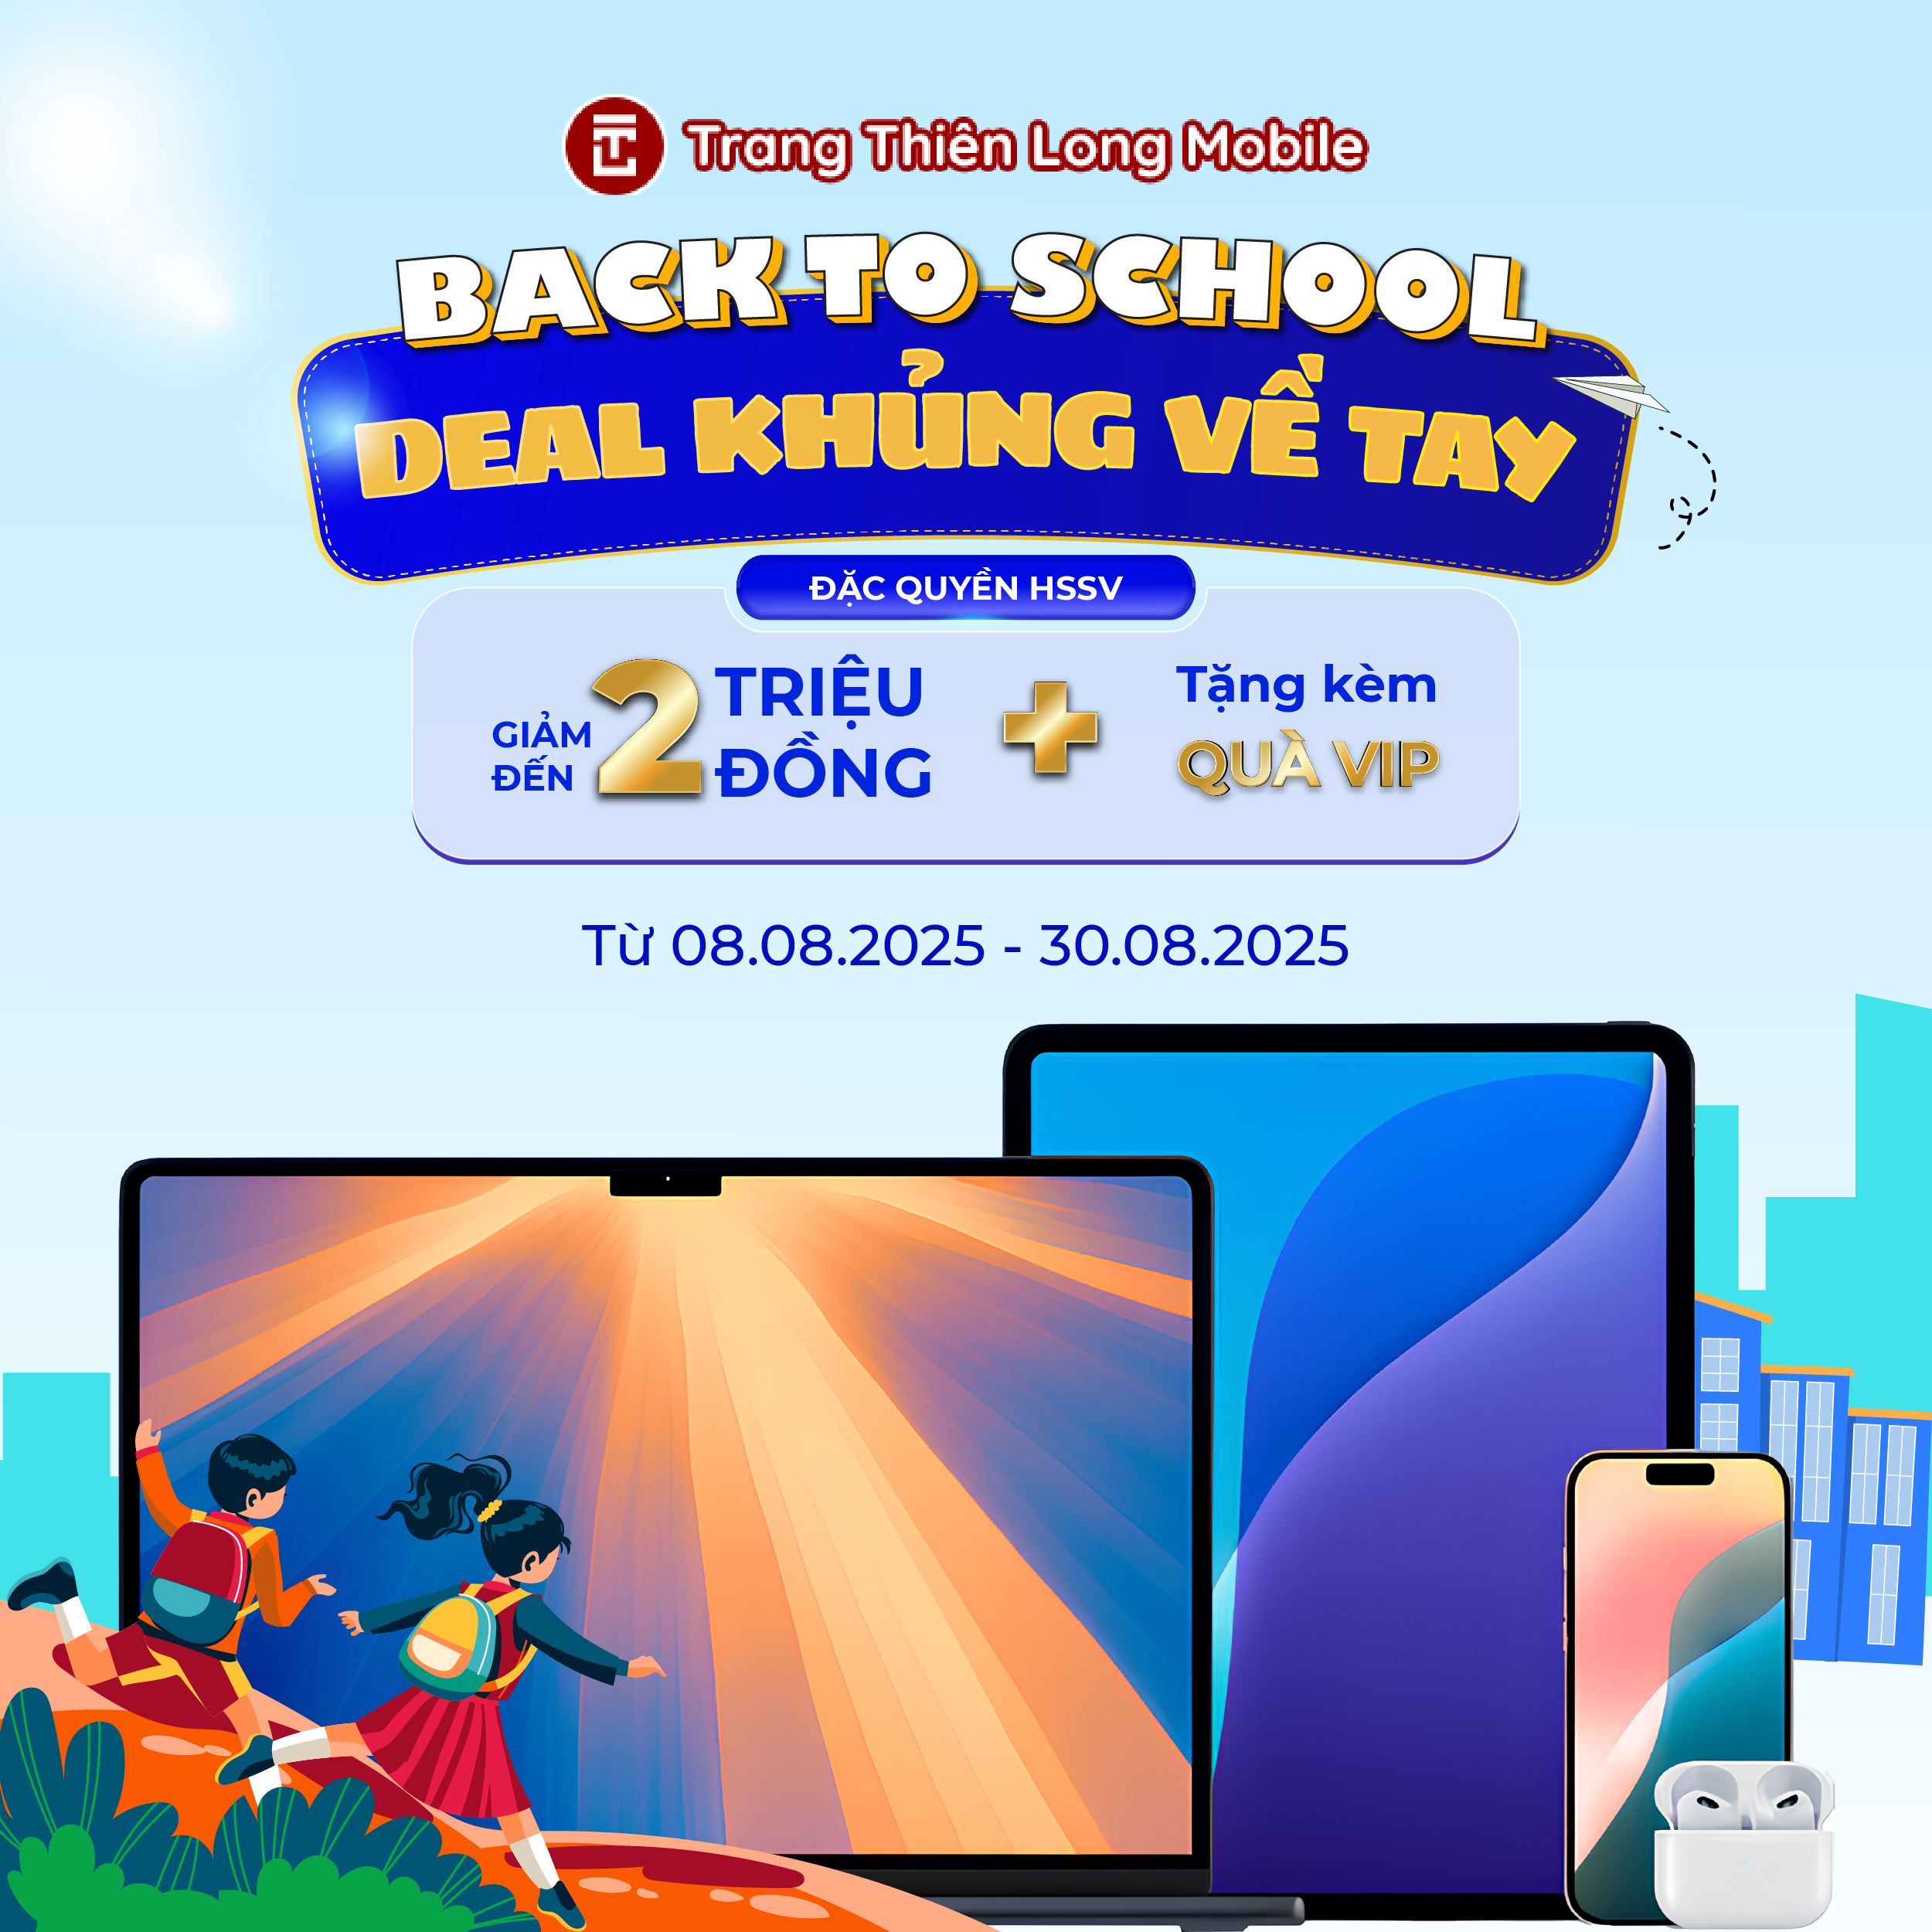 Trang Thiên Long Mobile
BACK TO SCHOOL
DEAL KHỦNG VỀ TAY
ĐẶC QUYỀN HSSV
GIẢM ĐẾN 2 TRIỆU ĐỒNG + Tặng kèm QUÀ VIP
Từ 08.08.2025 - 30.08.2025